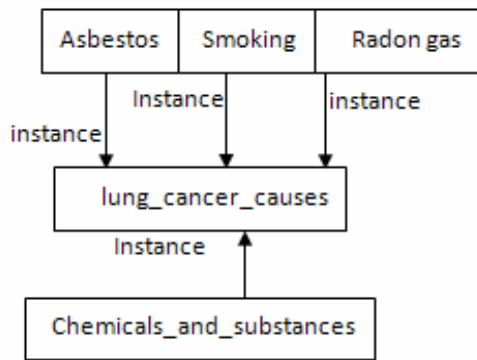 Asbestos Smoking Radon gas
Instance instance
instance
lung_cancer_causes
Instance
Chemicals_and_substances